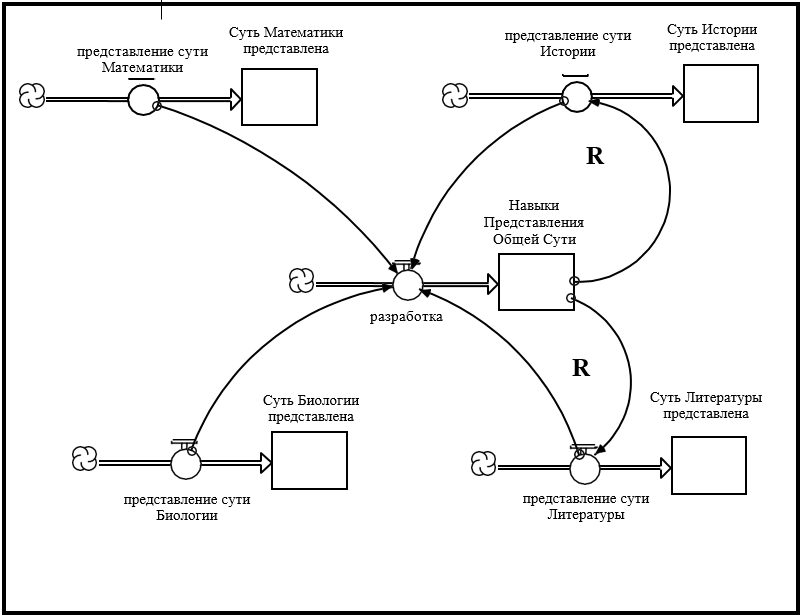 представление сути
Математики
Суть Математики
представлена
представление сути
Истории
Суть Истории
представлена
R
Навыки
Представления
Общей Сути
разработка
R
Суть Биологии
представлена
представление сути
Биологии
Суть Литературы
представлена
представление сути
Литературы